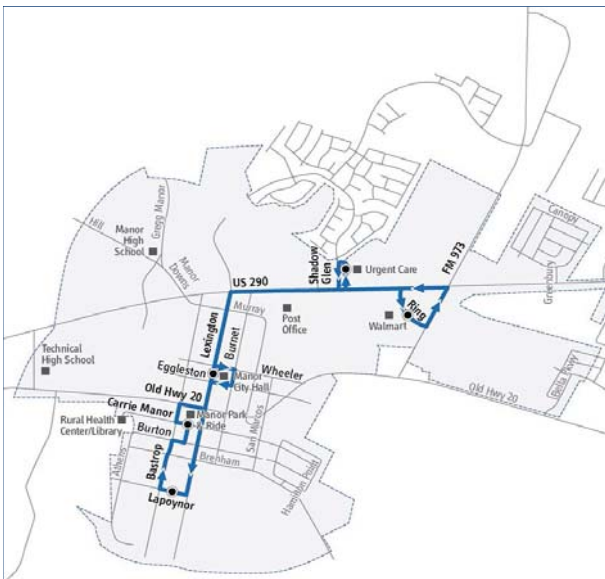 Canopy
Gregg Manor
Hill
Manor
High
School
Manor
Downs
Shadow
Glen
Urgent Care
FM 973
Greenbury
US 290
Murray
Post
Office
Walmart
Ring
Technical
High School
Lexington
Burnet
Eggleston
Manor
City Hall
Wheeler
Old Hwy 20
Old Hwy 20
Carrie Manor
Manor Park
& Ride
Rural Health
Center/Library
Burton
San Marcos
Athens
Bastrop
Brenham
Hamilton Point
Lapoynor